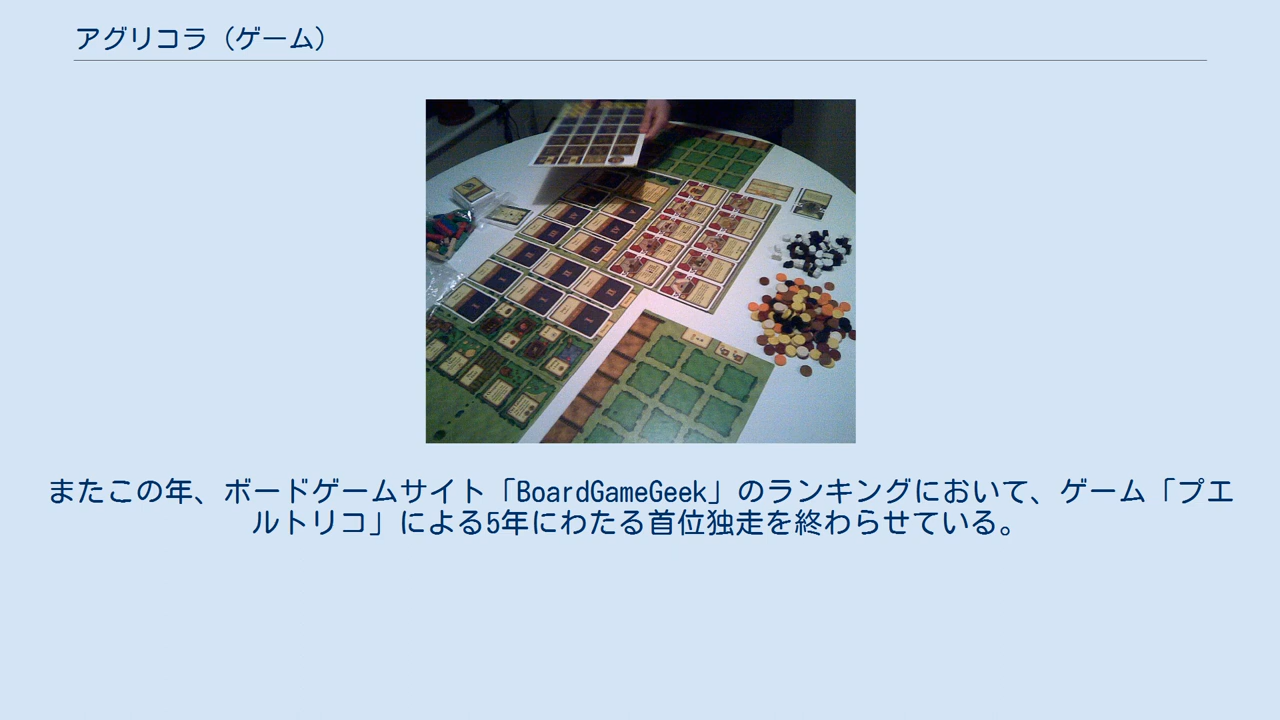 アグリコラ（ゲーム）
またこの年、ボードゲームサイト「BoardGameGeek」のランキングにおいて、ゲーム「プエ
ルトリコ」による5年にわたる首位独走を終わらせている。